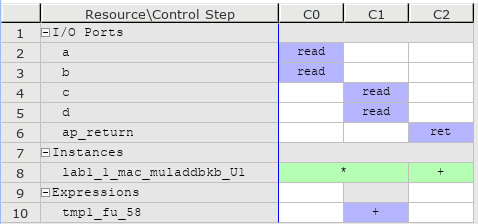 Resource\Control Step C0 C1 C2
1 I/O Ports
2 a read
3 b read
4 c read
5 d read
6 ap_return ret
7 Instances
8 lab1_1_mac_muladdbkb_U1 * +
9 Expressions
10 tmp1_fu_58 +